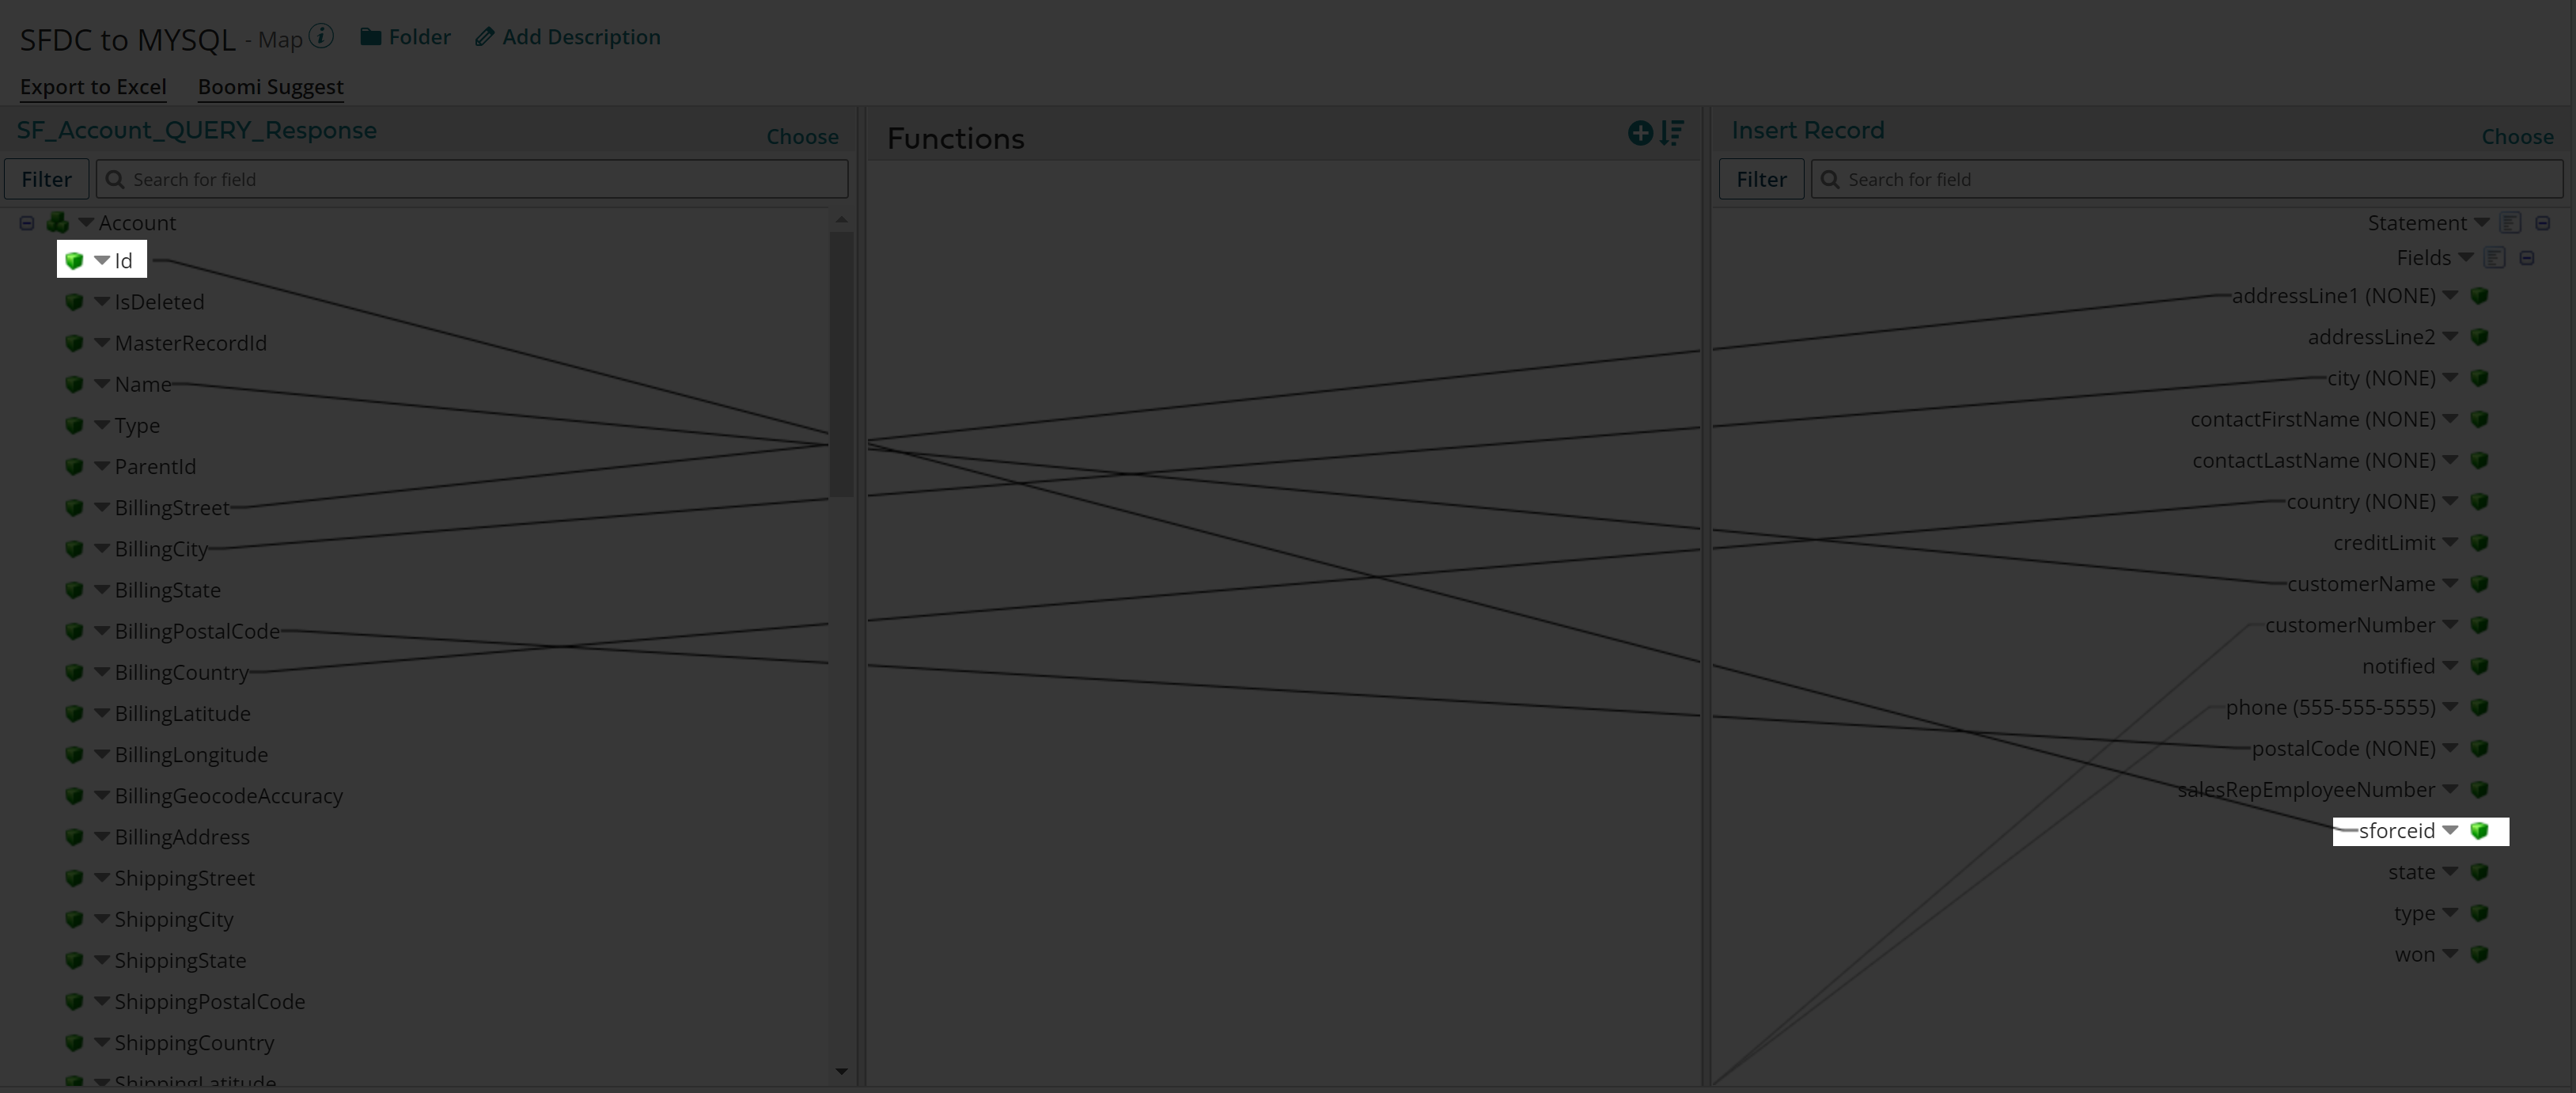 SFDC to MYSQL - Map i Folder Add Description
Export to Excel Boomi Suggest
SF_Account_QUERY_Response Choose
Filter Search for field
Account
Id
IsDeleted
MasterRecordId
Name
Type
ParentId
BillingStreet
BillingCity
BillingState
BillingPostalCode
BillingCountry
BillingLatitude
BillingLongitude
BillingGeocodeAccuracy
BillingAddress
ShippingStreet
ShippingCity
ShippingState
ShippingPostalCode
ShippingCountry
ShippingLatitude
Functions
Insert Record Choose
Filter Search for field
Statement
Fields
addressLine1 (NONE)
addressLine2
city (NONE)
contactFirstName (NONE)
contactLastName (NONE)
country (NONE)
creditLimit
customerName
customerNumber
notified
phone (555-555-5555)
postalCode (NONE)
salesRepEmployeeNumber
sforceid
state
type
won